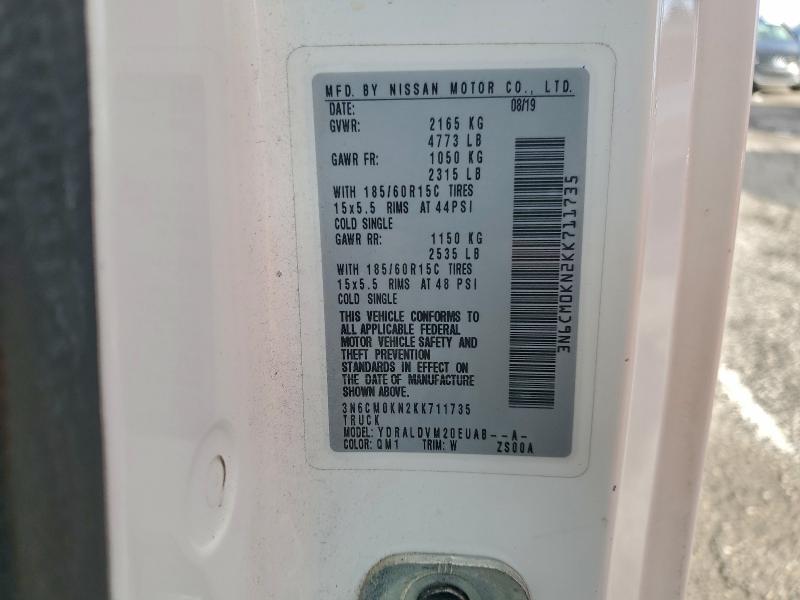 MFD. BY NISSAN MOTOR CO., LTD.
DATE: 08/19
GVWR: 2165 KG
4773 LB
GAWR FR: 1050 KG
2315 LB
WITH 185/60R15C TIRES
15x5.5 RIMS AT 44PSI
COLD SINGLE
GAWR RR: 1150 KG
2535 LB
WITH 185/60R15C TIRES
15x5.5 RIMS AT 48 PSI
COLD SINGLE
THIS VEHICLE CONFORMS TO
ALL APPLICABLE FEDERAL
MOTOR VEHICLE SAFETY AND
THEFT PREVENTION
STANDARDS IN EFFECT ON
THE DATE OF MANUFACTURE
SHOWN ABOVE.
3N6CM0KN2KK711735
TRUCK
MODEL: YDRALDVM20EUAB--A-
COLOR: QM1 TRIM: W ZS00A
3N6CM0KN2KK711735